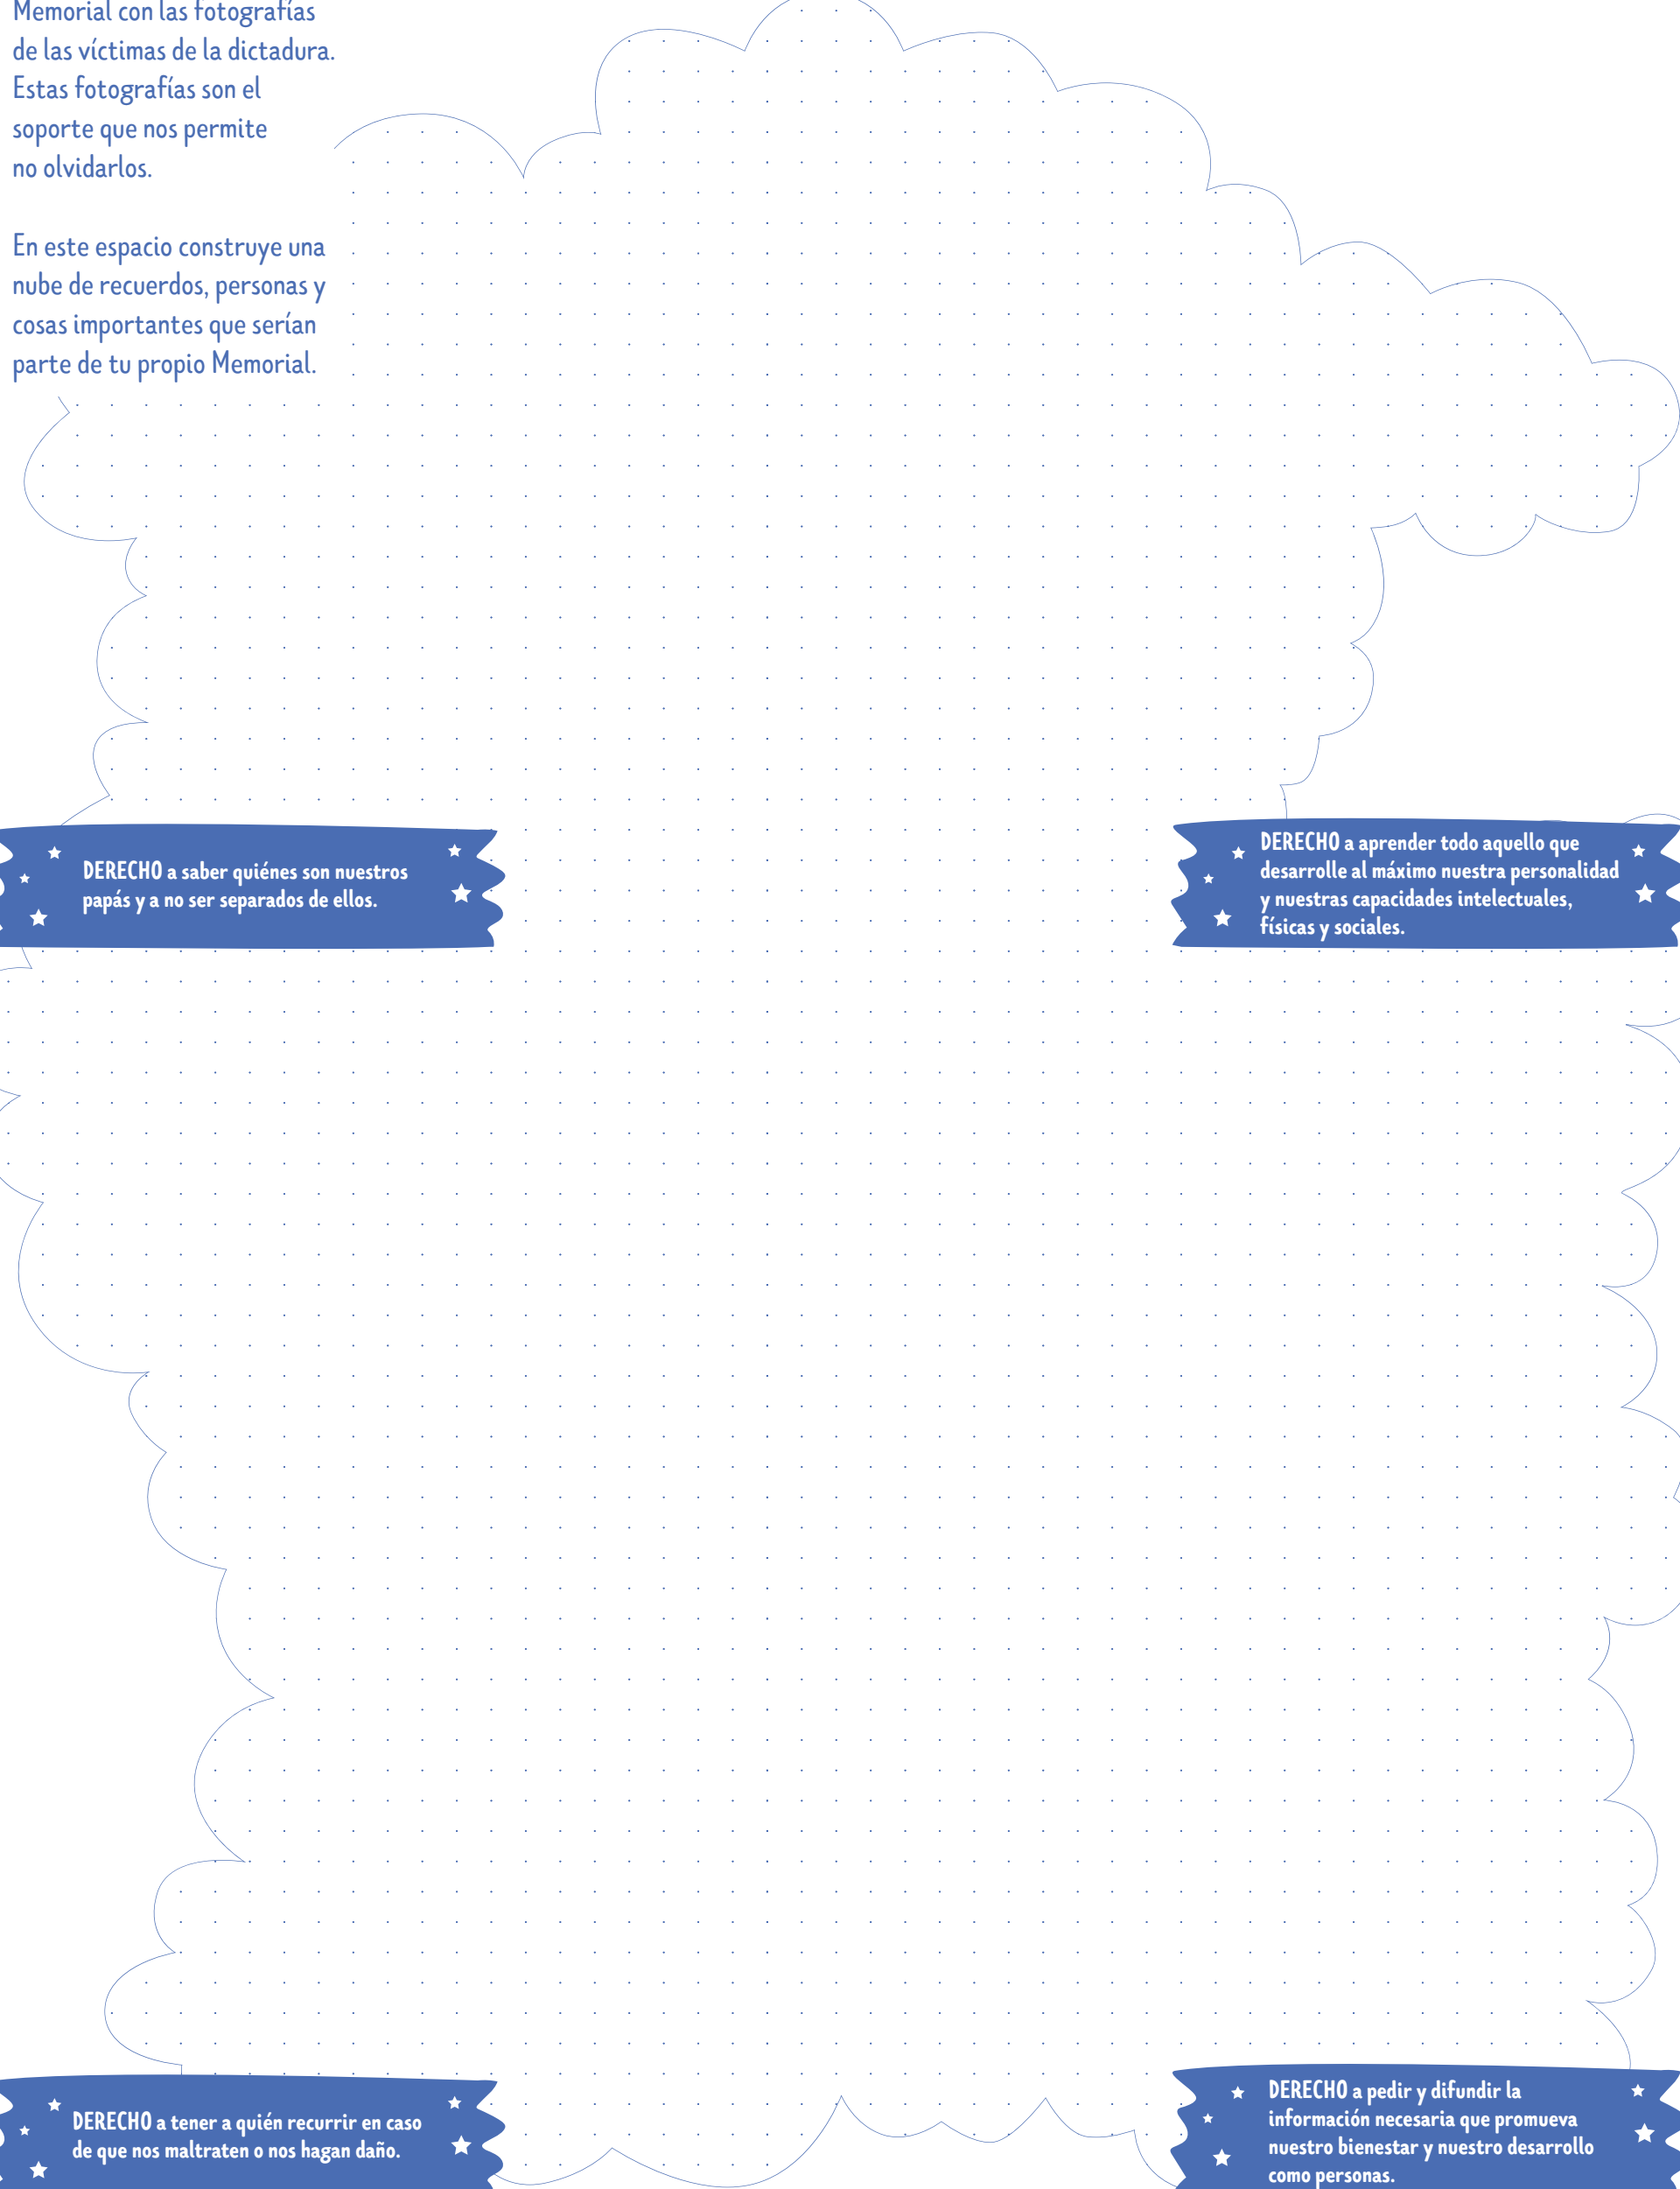 Memorial con las fotografías
de las víctimas de la dictadura.
Estas fotografías son el
soporte que nos permite
no olvidarlos.
En este espacio construye una
nube de recuerdos, personas y
cosas importantes que serían
parte de tu propio Memorial.
DERECHO a saber quiénes son nuestros
papás y a no ser separados de ellos.
DERECHO a aprender todo aquello que
desarrolle al máximo nuestra personalidad
y nuestras capacidades intelectuales,
físicas y sociales.
DERECHO a tener a quién recurrir en caso
de que nos maltraten o nos hagan daño.
DERECHO a pedir y difundir la
información necesaria que promueva
nuestro bienestar y nuestro desarrollo
como personas.